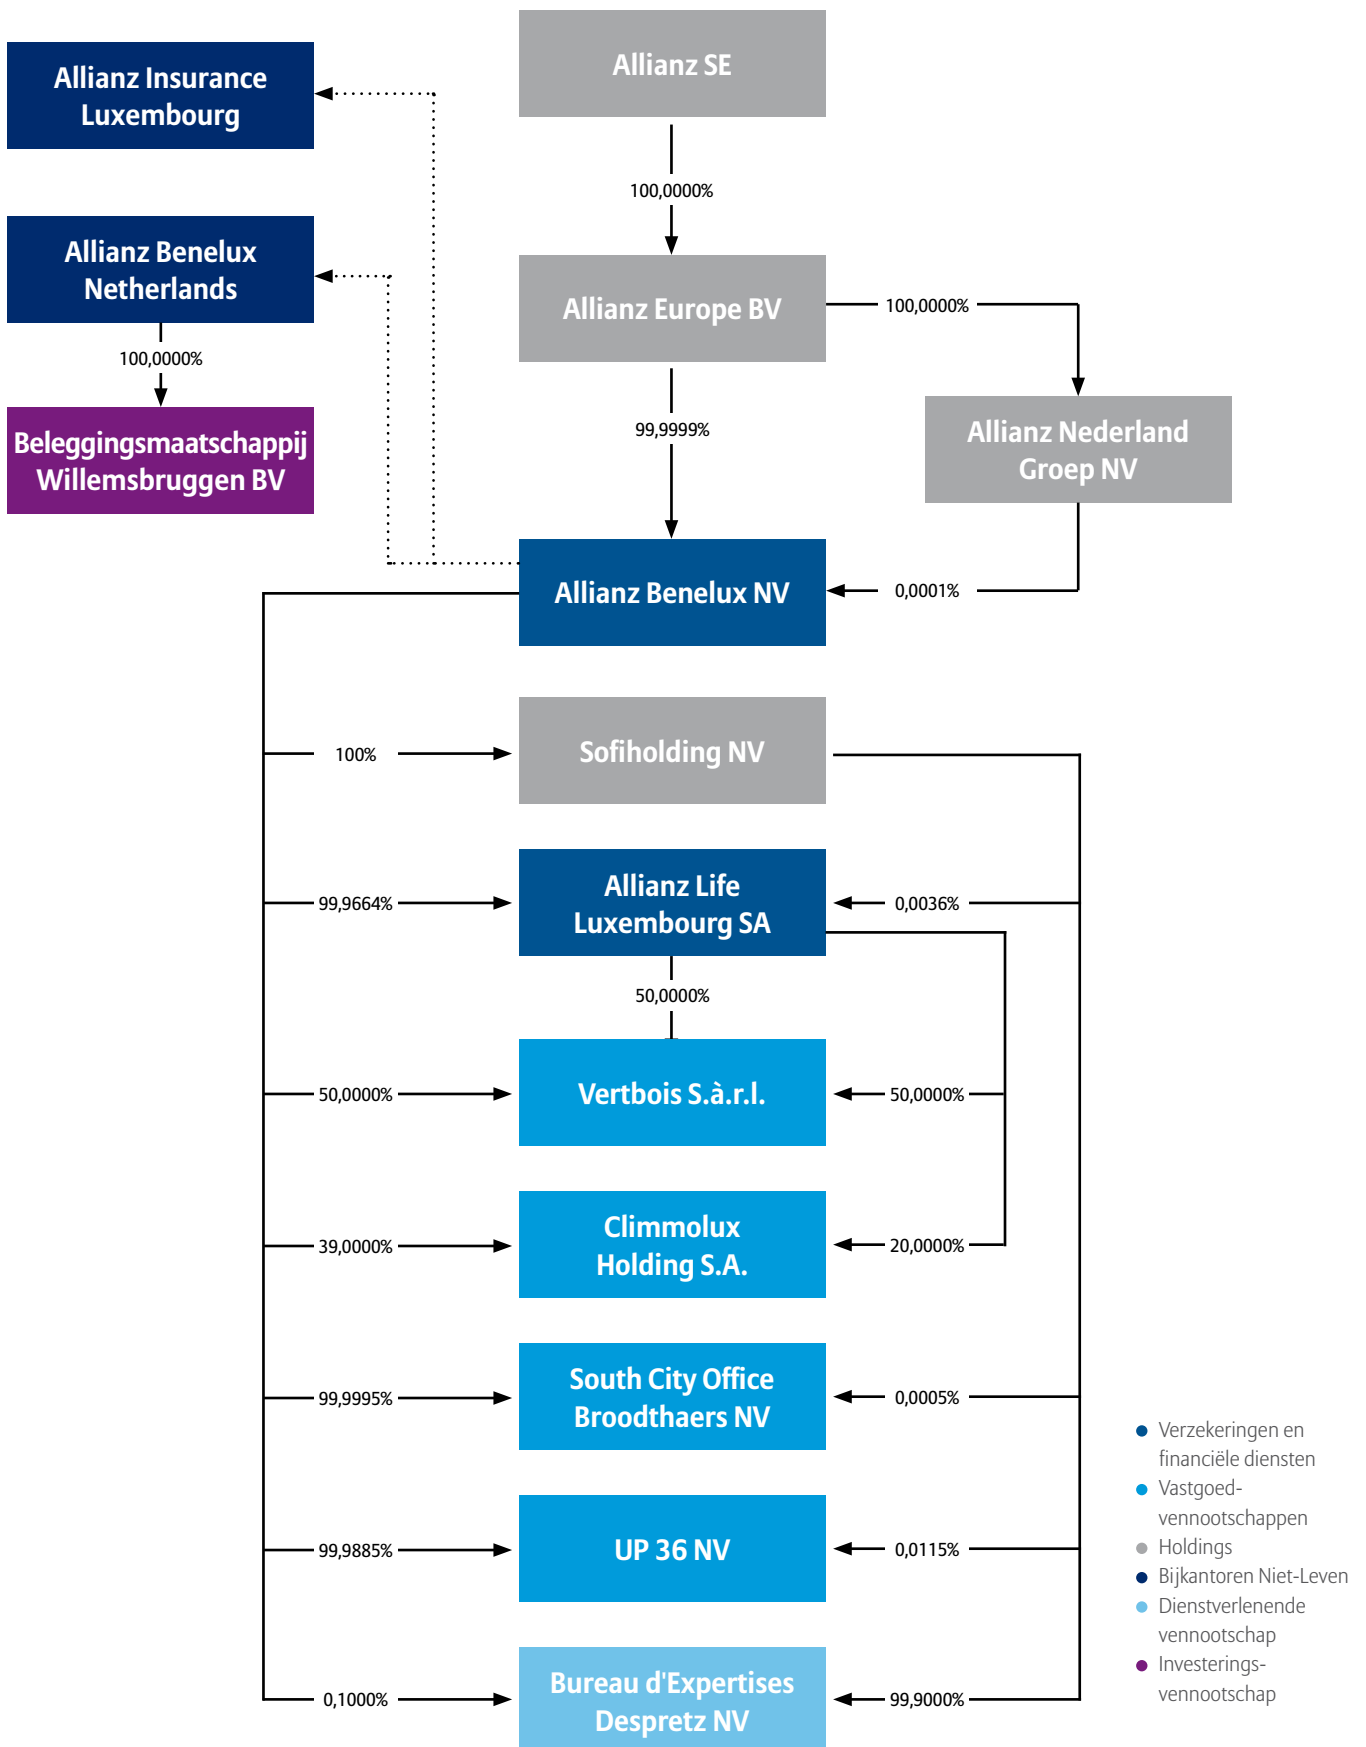 Allianz SE
Allianz Insurance
Luxembourg
100,0000%
Allianz Benelux
Netherlands
Allianz Europe BV
100,0000%
100,0000%
Beleggingsmaatschappij
Willemsbruggen BV
99,9999%
Allianz Nederland
Groep NV
Allianz Benelux NV
0,0001%
100%
Sofiholding NV
99,9664%
Allianz Life
Luxembourg SA
0,0036%
50,0000%
50,0000%
Vertbois S.à.r.l.
50,0000%
39,0000%
Climmolux
Holding S.A.
20,0000%
99,9995%
South City Office
Broodthaers NV
0,0005%
99,9885%
UP 36 NV
0,0115%
0,1000%
Bureau d'Expertises
Despretz NV
99,9000%
Verzekeringen en
financiële diensten
Vastgoed-
vennootschappen
Holdings
Bijkantoren Niet-Leven
Dienstverlenende
vennootschap
Investerings-
vennootschap